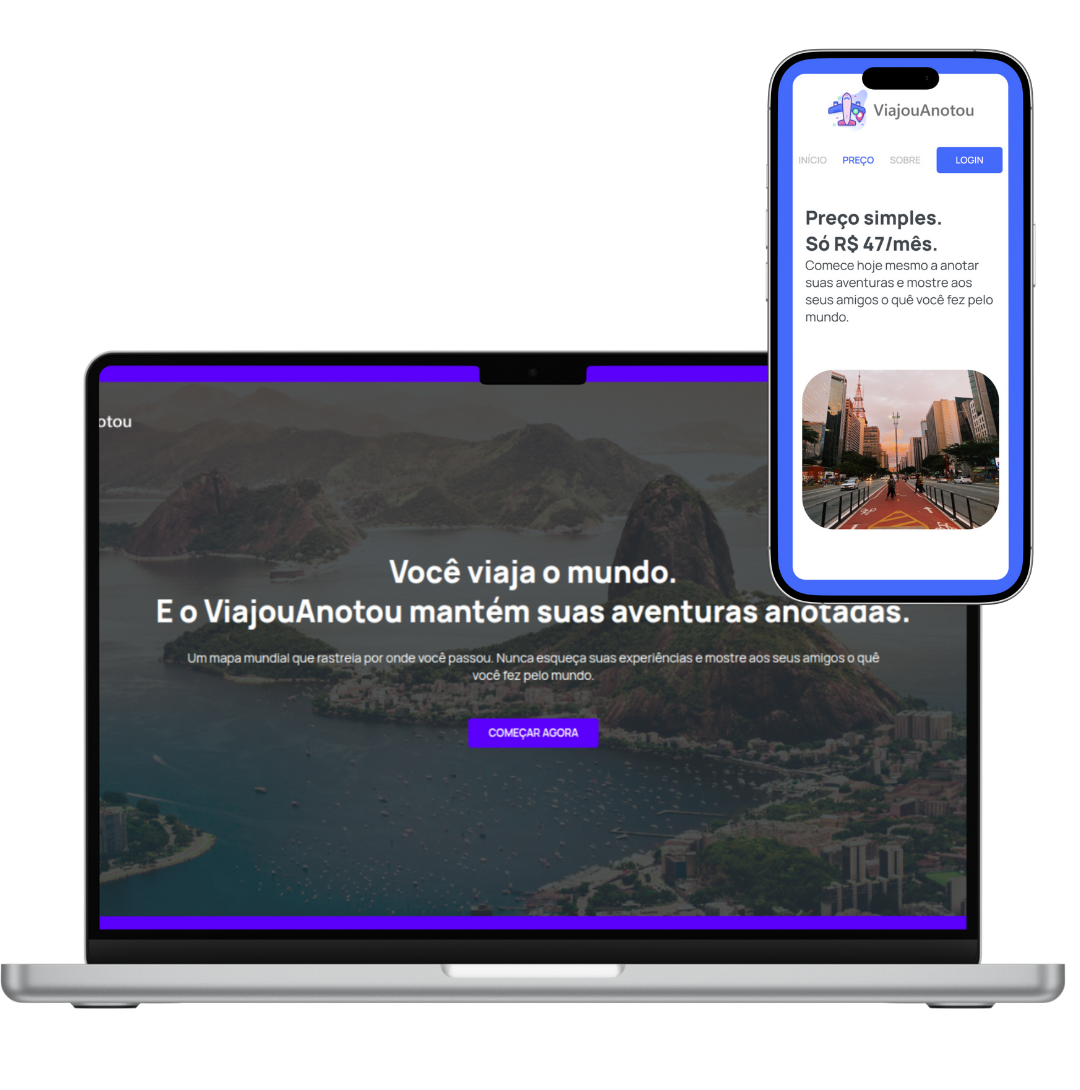 ViajouAnotou
INÍCIO PREÇO SOBRE LOGIN
Preço simples.
Só R$ 47/mês.
Comece hoje mesmo a anotar
suas aventuras e mostre aos
seus amigos o quê você fez pelo
mundo.
otou
Você viaja o mundo.
E o ViajouAnotou mantém suas aventuras anotadas.
Um mapa mundial que rastreia por onde você passou. Nunca esqueça suas experiências e mostre aos seus amigos o quê
você fez pelo mundo.
COMEÇAR AGORA